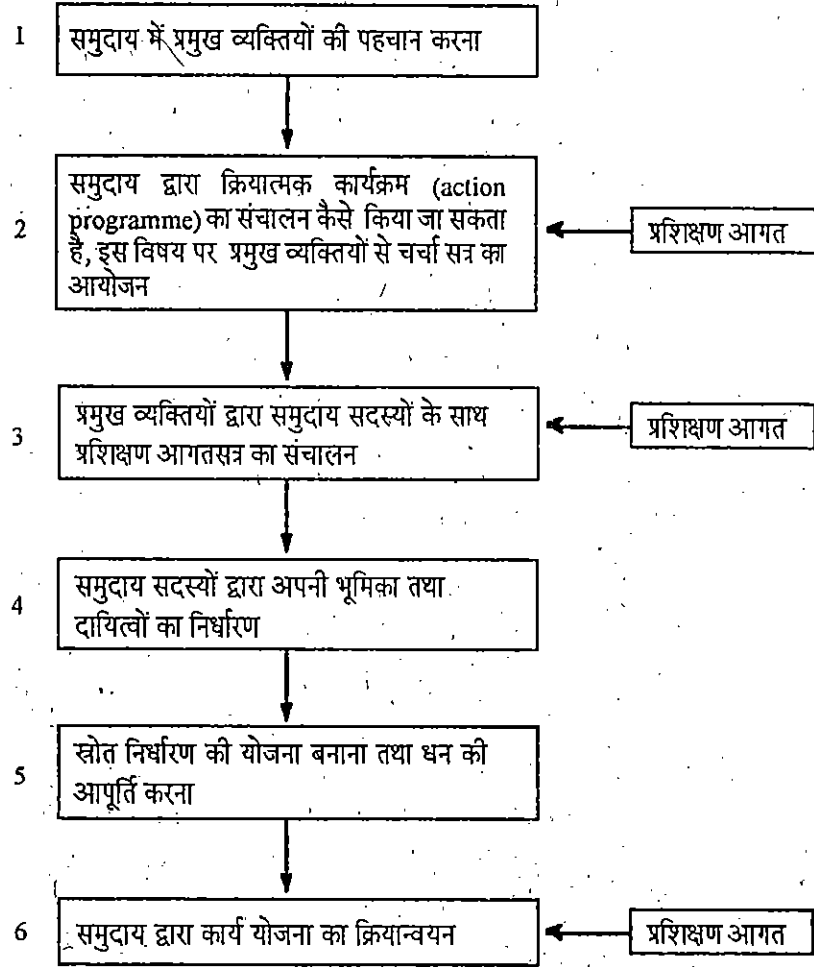 1 समुदाय में प्रमुख व्यक्तियों की पहचान करना
समुदाय द्वारा क्रियात्मक कार्यक्रम (action
2 programme) का संचालन कैसे किया जा सकता
है, इस विषय पर प्रमुख व्यक्तियों से चर्चा सत्र का
आयोजन
प्रशिक्षण आगत
3 प्रमुख व्यक्तियों द्वारा समुदाय सदस्यों के साथ
प्रशिक्षण आगतसत्र का संचालन
प्रशिक्षण आगत
4 समुदाय सदस्यों द्वारा अपनी भूमिका तथा
दायित्वों का निर्धारण
5 स्रोत निर्धारण की योजना बनाना तथा धन की
आपूर्ति करना
6 समुदाय द्वारा कार्य योजना का क्रियान्वयन
प्रशिक्षण आगत